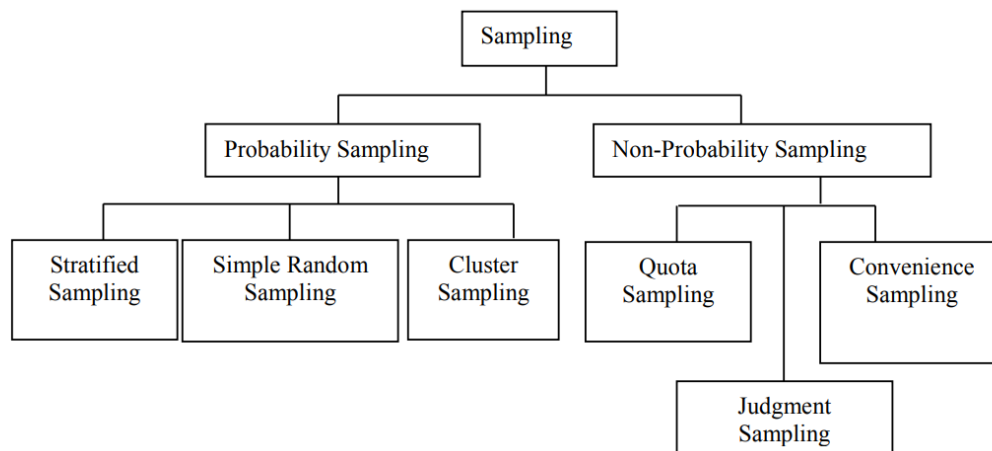 Sampling
Probability Sampling
Non-Probability Sampling
Stratified
Sampling
Simple Random
Sampling
Cluster
Sampling
Quota
Sampling
Convenience
Sampling
Judgment
Sampling